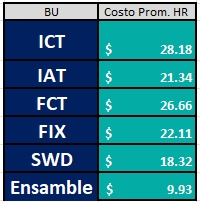 BU Costo Prom. HR
ICT $ 28.18
IAT $ 21.34
FCT $ 26.66
FIX $ 22.11
SWD $ 18.32
Ensamble $ 9.93